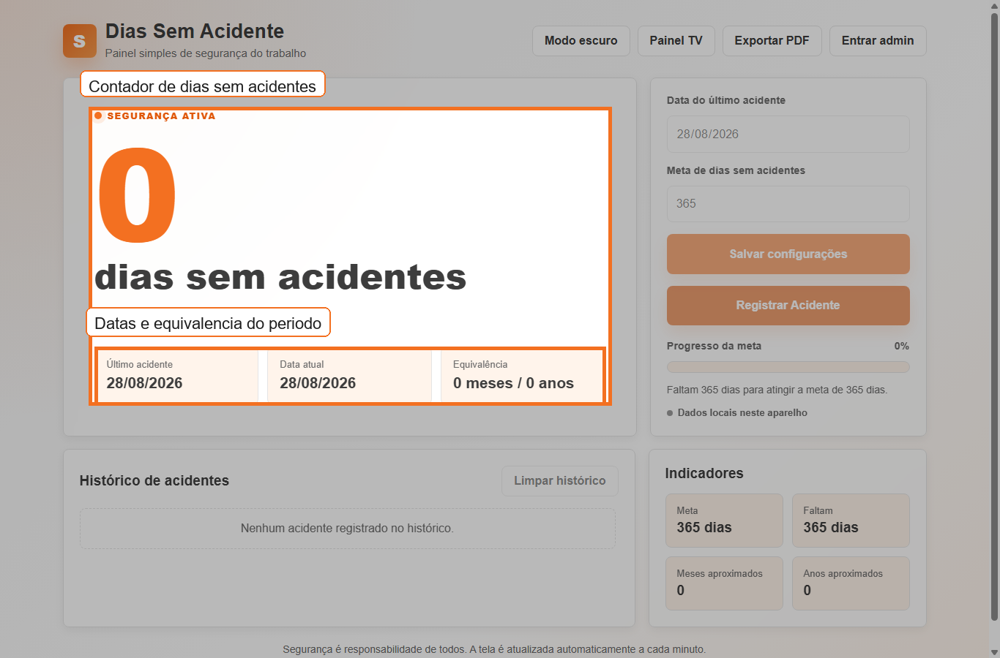 S
Dias Sem Acidente
Painel simples de segurança do trabalho
Modo escuro
Painel TV
Exportar PDF
Entrar admin
Contador de dias sem acidentes
SEGURANÇA ATIVA
0
dias sem acidentes
Datas e equivalencia do periodo
Último acidente
28/08/2026
Data atual
28/08/2026
Equivalência
0 meses / 0 anos
Data do último acidente
28/08/2026
Meta de dias sem acidentes
365
Salvar configurações
Registrar Acidente
Progresso da meta 0%
Faltam 365 dias para atingir a meta de 365 dias.
Dados locais neste aparelho
Histórico de acidentes
Limpar histórico
Nenhum acidente registrado no histórico.
Indicadores
Meta
365 dias
Faltam
365 dias
Meses aproximados
0
Anos aproximados
0
Segurança é responsabilidade de todos. A tela é atualizada automaticamente a cada minuto.